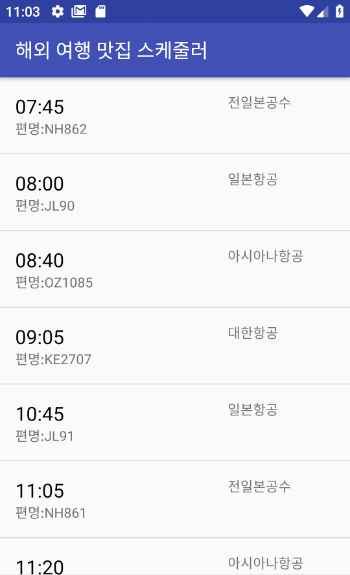 11:03
해외 여행 맛집 스케줄러
07:45 전일본공수
편명:NH862
08:00 일본항공
편명:JL90
08:40 아시아나항공
편명:OZ1085
09:05 대한항공
편명:KE2707
10:45 일본항공
편명:JL91
11:05 전일본공수
편명:NH861
11:20 아시아나항공